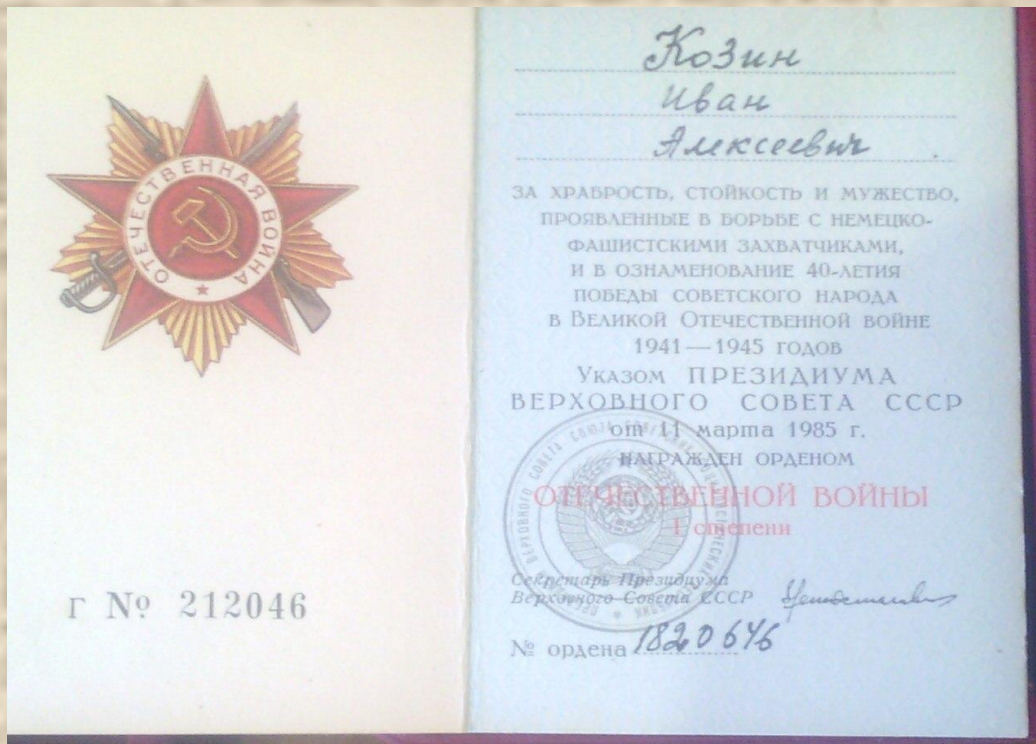 ОТЕЧЕСТВЕННАЯ ВОЙНА
г № 212046
Козин
Иван
Алексеевич
ЗА ХРАБРОСТЬ, СТОЙКОСТЬ И МУЖЕСТВО,
ПРОЯВЛЕННЫЕ В БОРЬБЕ С НЕМЕЦКО-
ФАШИСТСКИМИ ЗАХВАТЧИКАМИ,
И В ОЗНАМЕНОВАНИЕ 40-ЛЕТИЯ
ПОБЕДЫ СОВЕТСКОГО НАРОДА
В ВЕЛИКОЙ ОТЕЧЕСТВЕННОЙ ВОЙНЕ
1941—1945 ГОДОВ
УКАЗОМ ПРЕЗИДИУМА
ВЕРХОВНОГО СОВЕТА СССР
от 11 марта 1985 г.
НАГРАЖДЕН ОРДЕНОМ
ОТЕЧЕСТВЕННОЙ ВОЙНЫ
I степени
Секретарь Президиума
Верховного Совета СССР
№ ордена 1820646